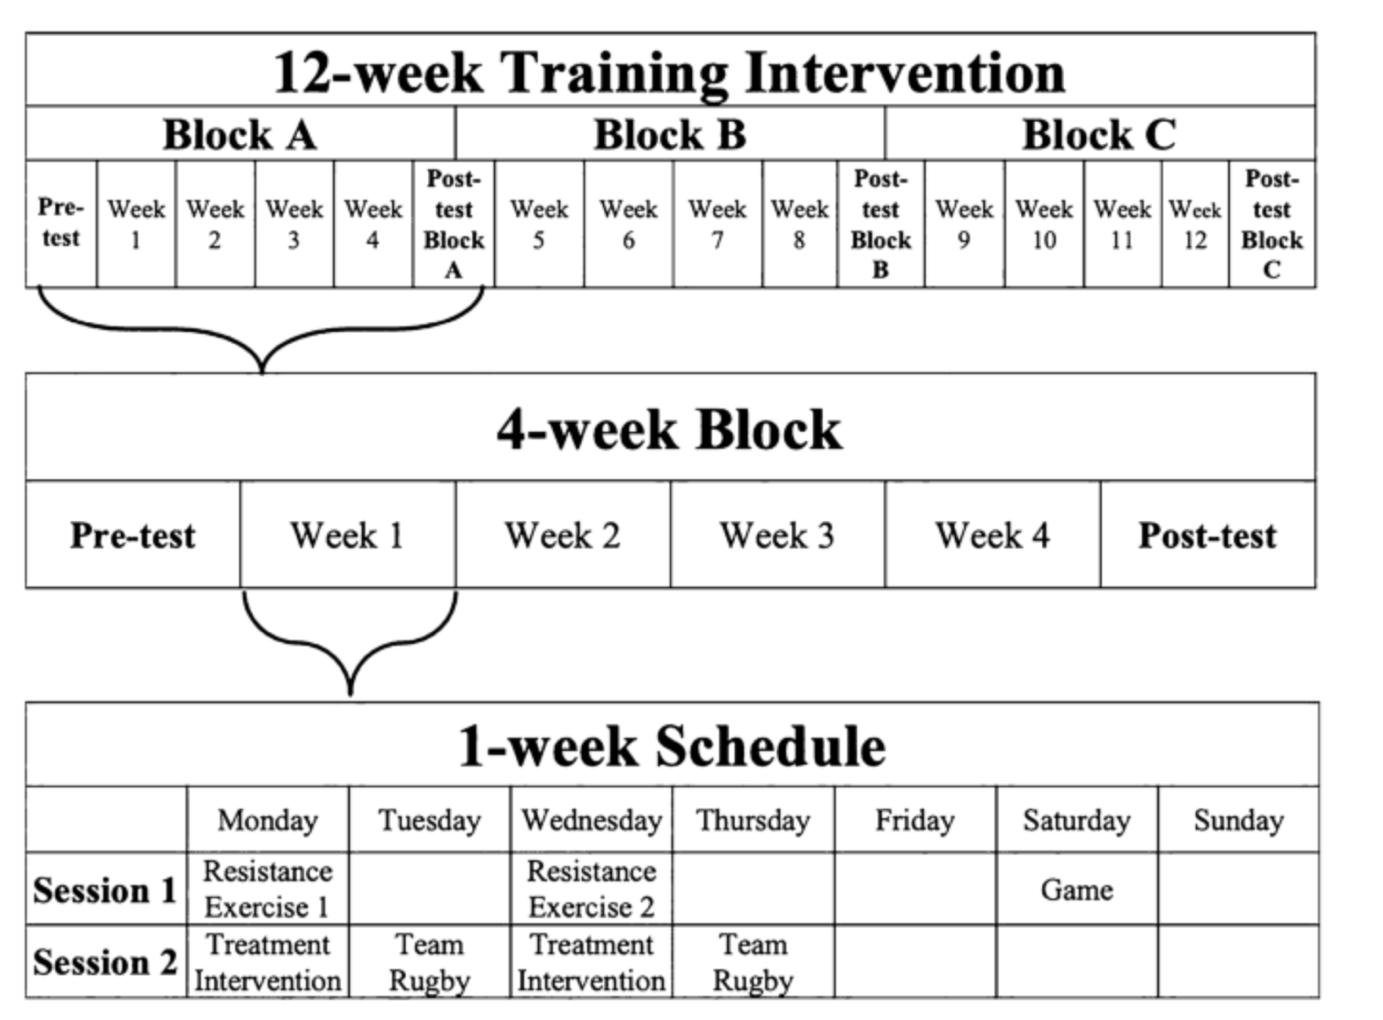 12-week Training Intervention
Block A Block B Block C
Pre-test Week 1 Week 2 Week 3 Week 4 Post-test Block A Week 5 Week 6 Week 7 Week 8 Post-test Block B Week 9 Week 10 Week 11 Week 12 Post-test Block C
4-week Block
Pre-test Week 1 Week 2 Week 3 Week 4 Post-test
1-week Schedule
Monday Tuesday Wednesday Thursday Friday Saturday Sunday
Session 1 Resistance Exercise 1 Resistance Exercise 2 Game
Session 2 Treatment Intervention Team Rugby Treatment Intervention Team Rugby